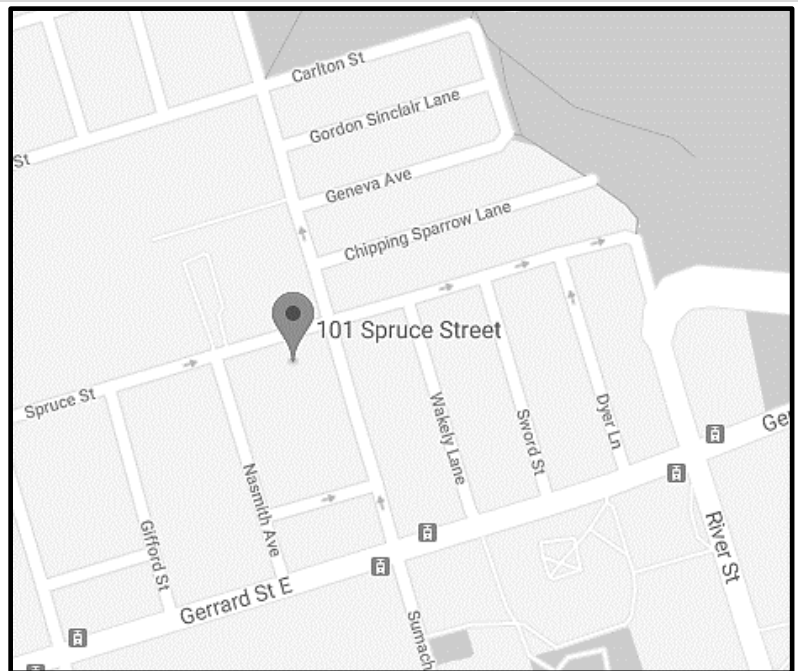 Carlton St
Gordon Sinclair Lane
St
Geneva Ave
Chipping Sparrow Lane
101 Spruce Street
Spruce St
Wakely Lane
Sword St
Dyer Ln
Ger
Nasmith Ave
Gifford St
River St
Gerrard St E
Sumach